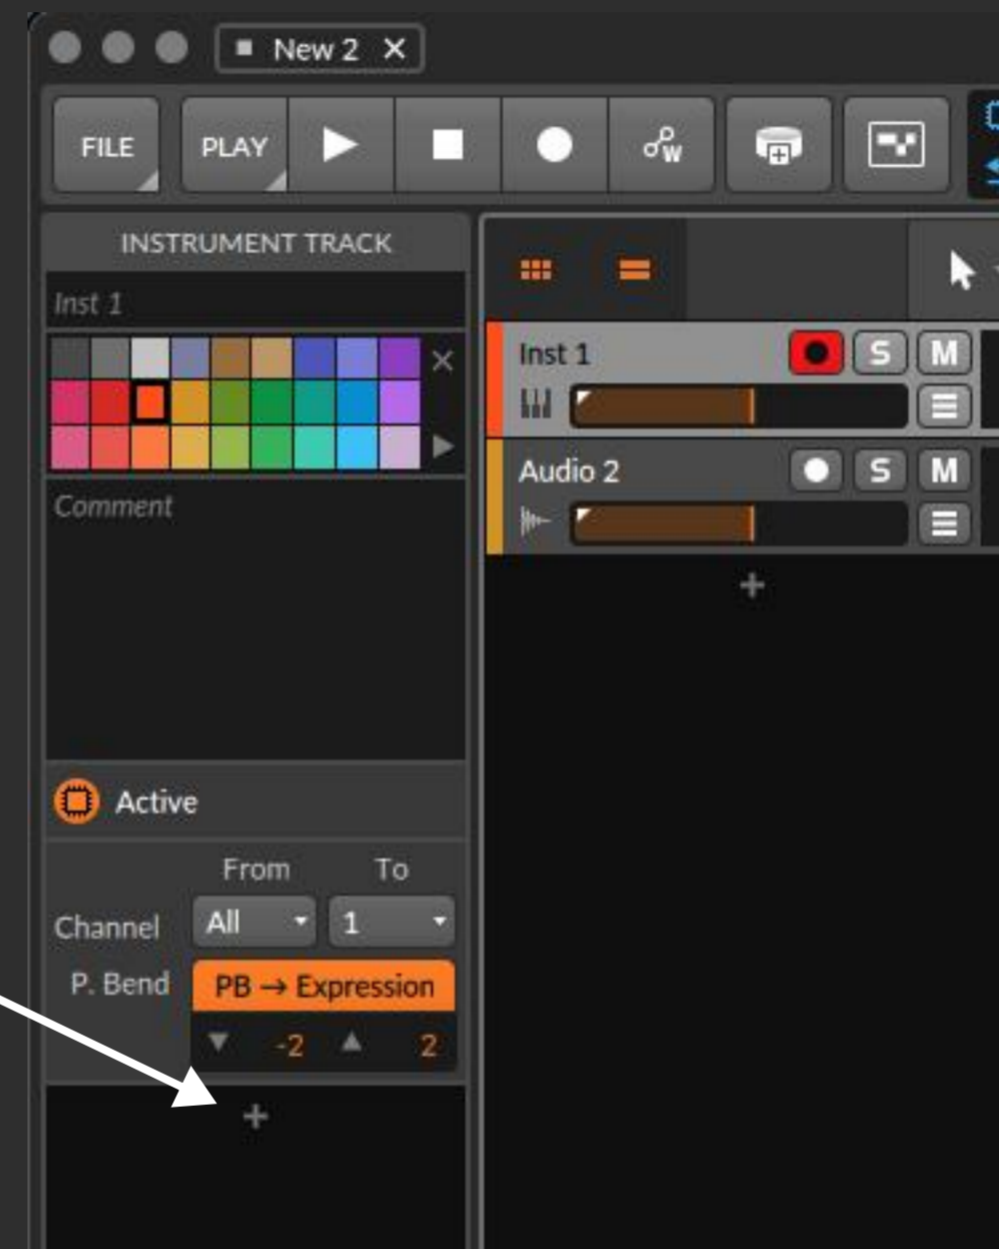 New 2
FILE
PLAY
W
INSTRUMENT TRACK
Inst 1
Comment
Active
From To
Channel All 1
P. Bend PB → Expression
-2 2
Inst 1 S M
Audio 2 S M